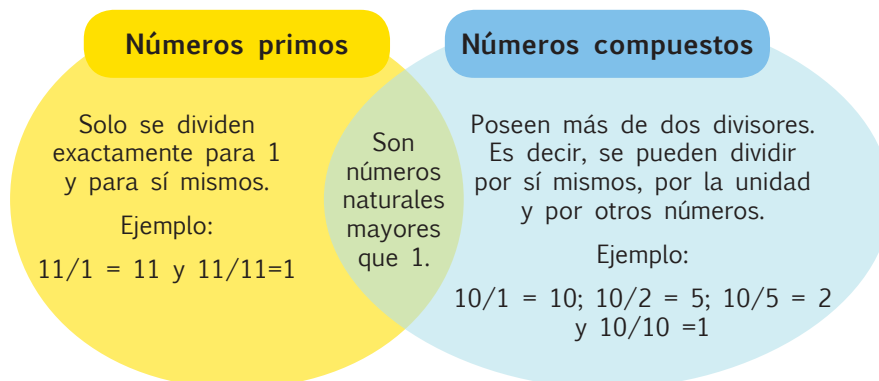 Números primos
Solo se dividen
exactamente para 1
y para sí mismos.
Ejemplo:
11/1 = 11 y 11/11=1
Son
números
naturales
mayores
que 1.
Números compuestos
Poseen más de dos divisores.
Es decir, se pueden dividir
por sí mismos, por la unidad
y por otros números.
Ejemplo:
10/1 = 10; 10/2 = 5; 10/5 = 2
y 10/10 =1